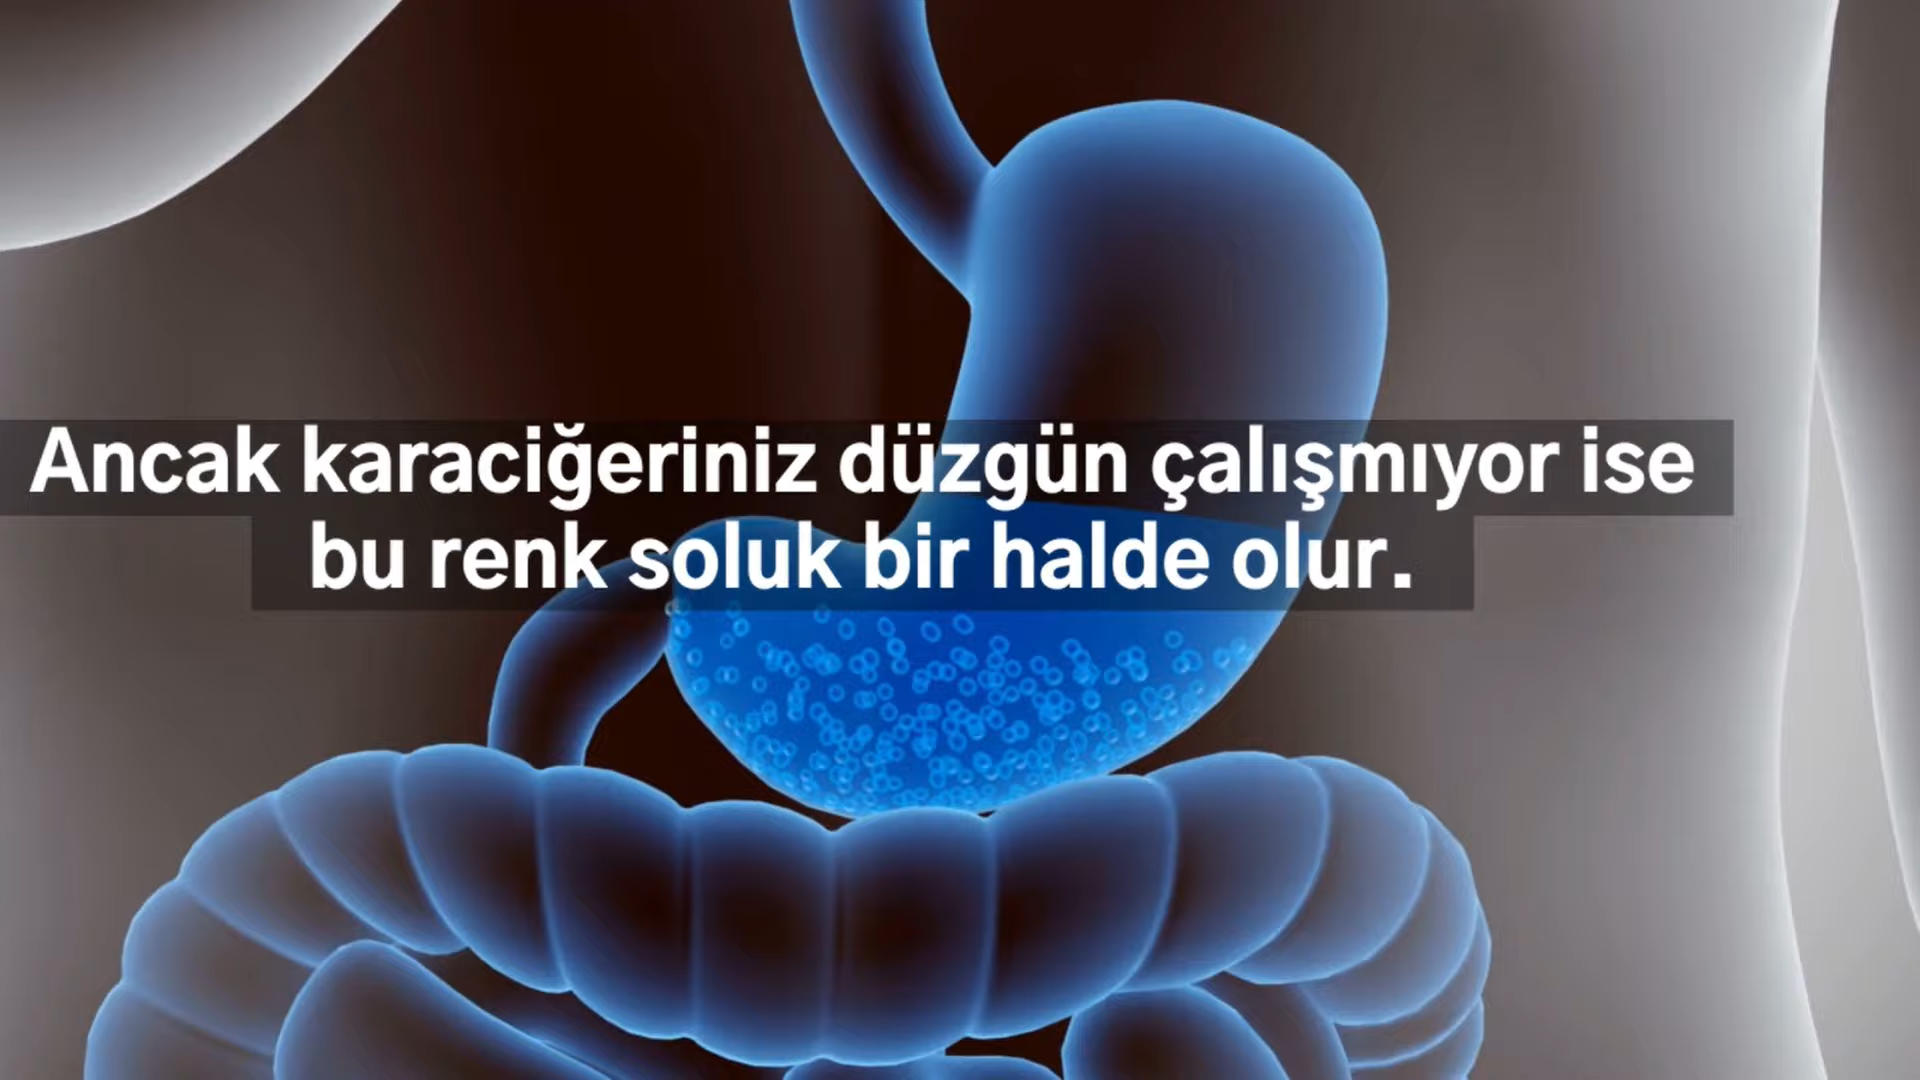 Ancak karaciğeriniz düzgün çalışmıyor ise
bu renk soluk bir halde olur.